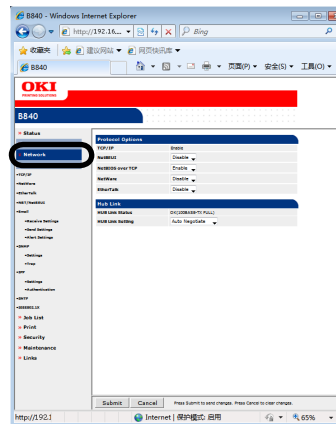 B840 - Windows Internet Explorer
http://192.16...
Bing
收藏夹
建议网站
网页快讯库
B840
页面(P)
安全(S)
工具(O)
OKI
PRINTING SOLUTIONS
B840
Status
Network
TCP/IP
NetWare
EtherTalk
NBT/NetBEUI
Email
Receive Settings
Send Settings
Alert Settings
SNMP
Settings
Trap
IPP
Settings
Authentication
SNTP
IEEE802.1X
Job List
Print
Security
Maintenance
Links
Protocol Options
TCP/IP Enable
NetBEUI Disable
NetBIOS over TCP Enable
NetWare Disable
EtherTalk Disable
Hub Link
HUB Link Status OK(100BASE-TX FULL)
HUB Link Setting Auto Negotiate
Submit Cancel Press Submit to send changes. Press Cancel to clear changes.
http://192.1
Internet | 保护模式: 启用
65%